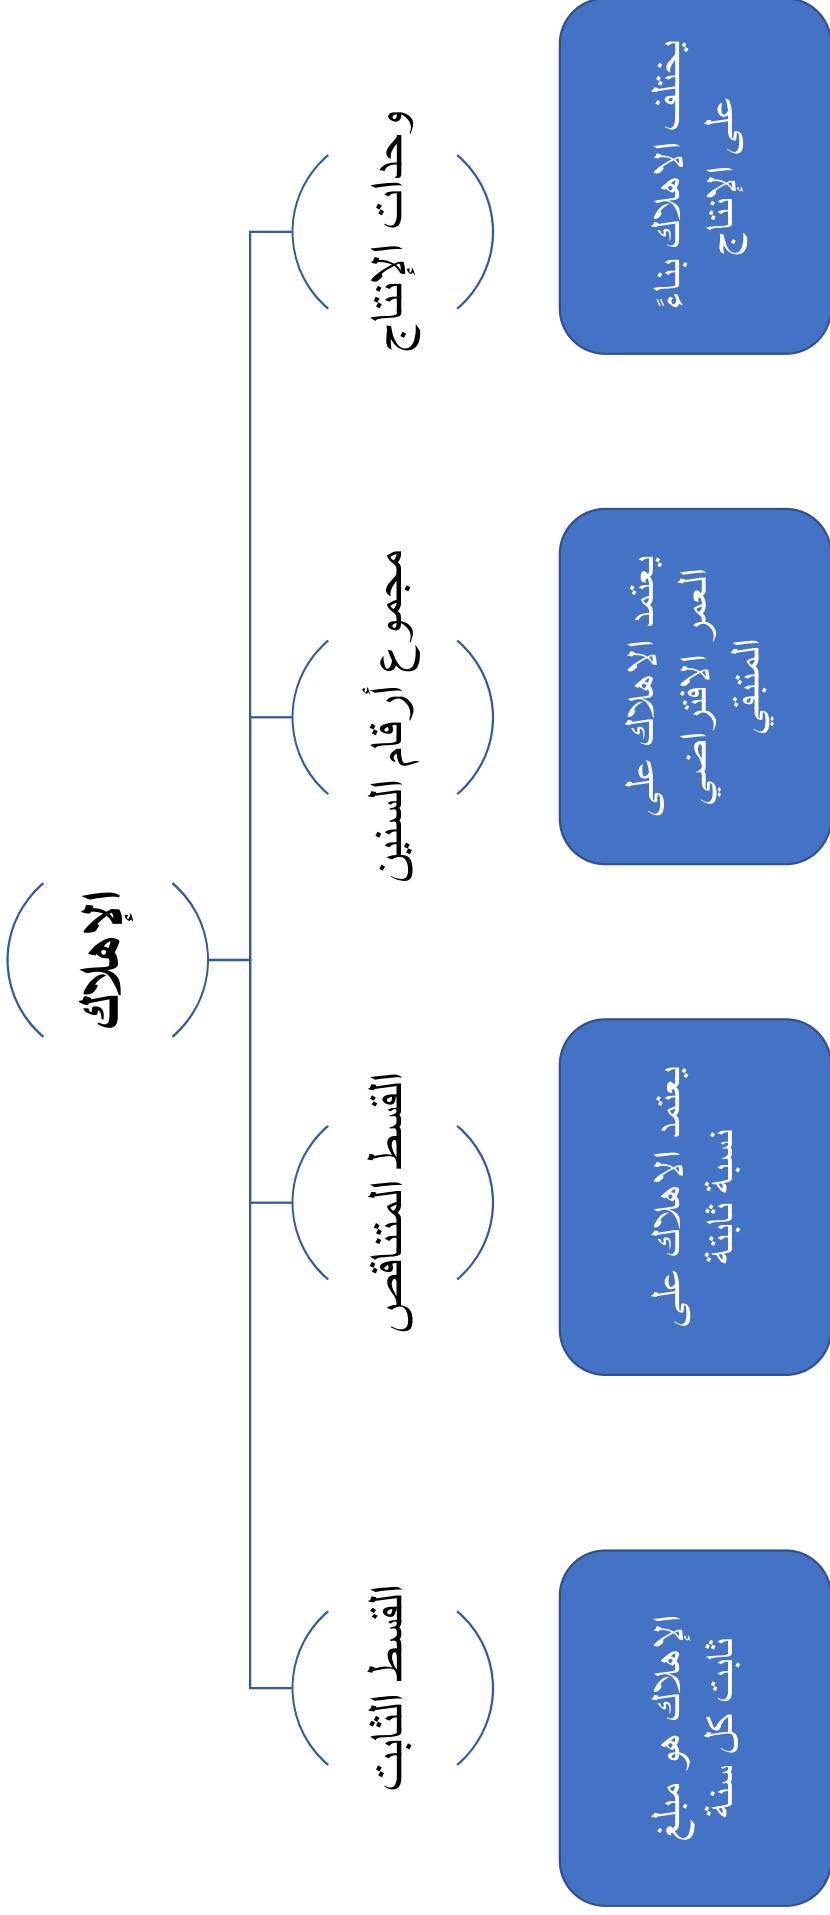 الإهلاك
وحدات الإنتاج
مجموع أرقام السنين
القسط المتناقص
القسط الثابت
يختلف الاهلاك بناءً
على الإنتاج
يعتمد الاهلاك على
العمر الافتراضي
المتبقي
يعتمد الاهلاك على
نسبة ثابتة
الإهلاك هو مبلغ
ثابت كل سنة